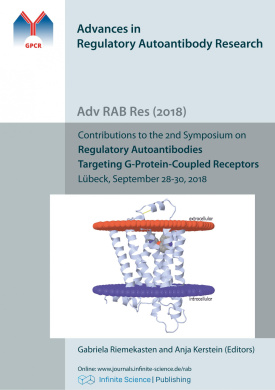 GPCR
Advances in
Regulatory Autoantibody Research
Adv RAB Res (2018)
Contributions to the 2nd Symposium on
Regulatory Autoantibodies
Targeting G-Protein-Coupled Receptors
Lübeck, September 28-30, 2018
extracellular
intracellular
Gabriela Riemekasten and Anja Kerstein (Editors)
Online: www.journals.infinite-science.de/rab
Infinite Science | Publishing